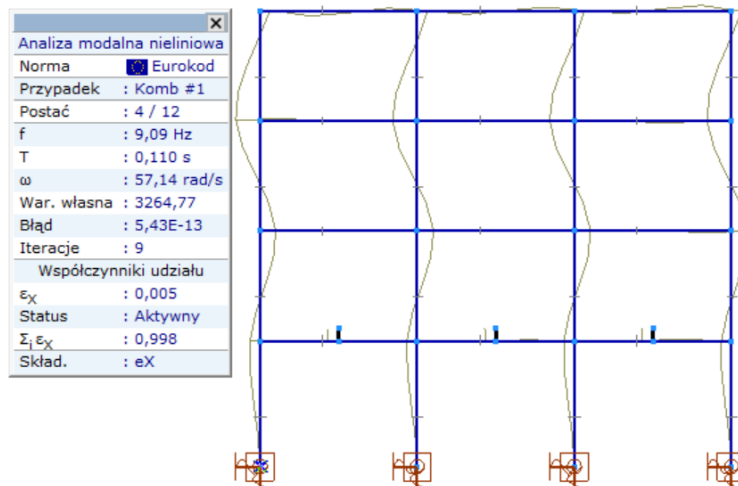 Analiza modalna nieliniowa
Norma Eurokod
Przypadek : Komb #1
Postać : 4 / 12
f : 9,09 Hz
T : 0,110 s
ω : 57,14 rad/s
War. własna : 3264,77
Błąd : 5,43E-13
Iteracje : 9
Współczynniki udziału
εX : 0,005
Status : Aktywny
Σi εX : 0,998
Skład. : eX